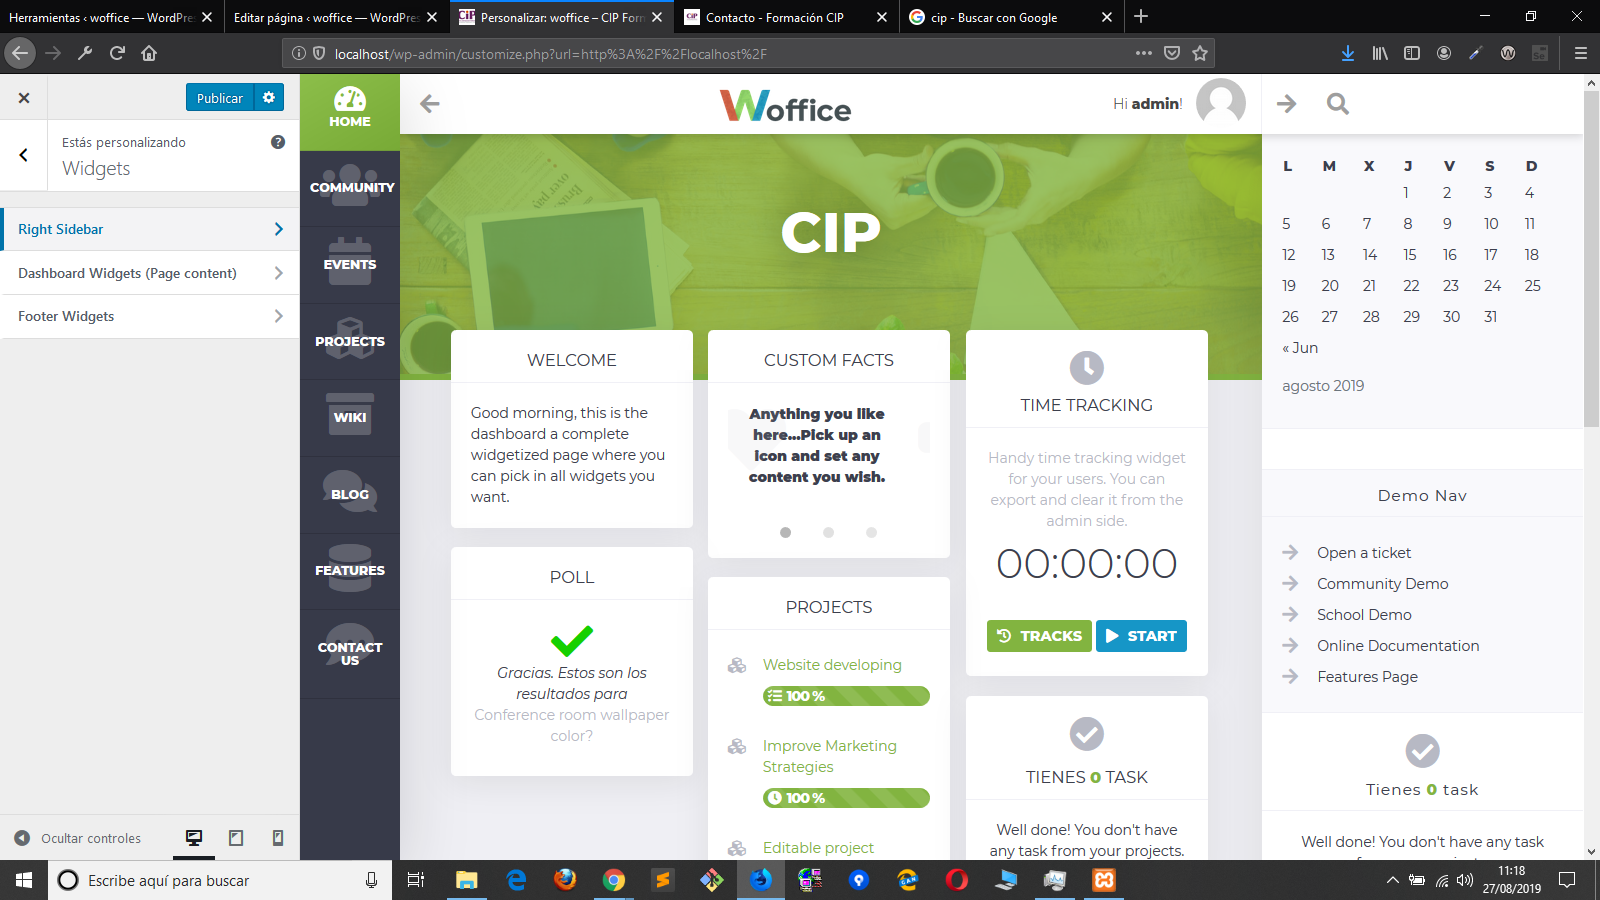 Herramientas ‹ woffice — WordPres
Editar página ‹ woffice — WordPres
CiP
Personalizar: woffice – CIP Form
CiP
Contacto - Formación CIP
cip - Buscar con Google
localhost/wp-admin/customize.php?url=http%3A%2F%2Flocalhost%2F
Publicar
Estás personalizando
Widgets
Right Sidebar
Dashboard Widgets (Page content)
Footer Widgets
Ocultar controles
HOME
COMMUNITY
EVENTS
PROJECTS
WIKI
BLOG
FEATURES
CONTACT
US
Woffice
Hi admin!
CIP
WELCOME
Good morning, this is the
dashboard a complete
widgetized page where you
can pick in all widgets you
want.
POLL
Gracias. Estos son los
resultados para
Conference room wallpaper
color?
CUSTOM FACTS
Anything you like
here...Pick up an
icon and set any
content you wish.
PROJECTS
Website developing
100 %
Improve Marketing
Strategies
100 %
Editable project
TIME TRACKING
Handy time tracking widget
for your users. You can
export and clear it from the
admin side.
00:00:00
TRACKS
START
TIENES 0 TASK
Well done! You don't have
any task from your projects.
L M X J V S D
1 2 3 4
5 6 7 8 9 10 11
12 13 14 15 16 17 18
19 20 21 22 23 24 25
26 27 28 29 30 31
« Jun
agosto 2019
Demo Nav
Open a ticket
Community Demo
School Demo
Online Documentation
Features Page
Tienes 0 task
Well done! You don't have any task
Escribe aquí para buscar
11:18
27/08/2019